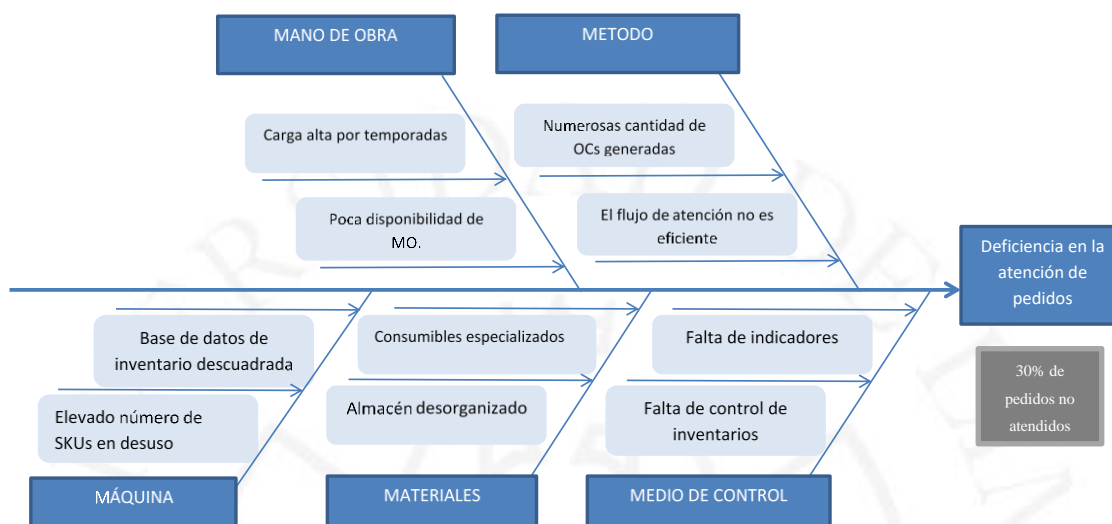 MANO DE OBRA
METODO
Carga alta por temporadas
Numerosas cantidad de
OCs generadas
Poca disponibilidad de
MO.
El flujo de atención no es
eficiente
Deficiencia en la
atención de
pedidos
Base de datos de
inventario descuadrada
Consumibles especializados
Falta de indicadores
30% de
pedidos no
atendidos
Elevado número de
SKUs en desuso
Almacén desorganizado
Falta de control de
inventarios
MÁQUINA
MATERIALES
MEDIO DE CONTROL